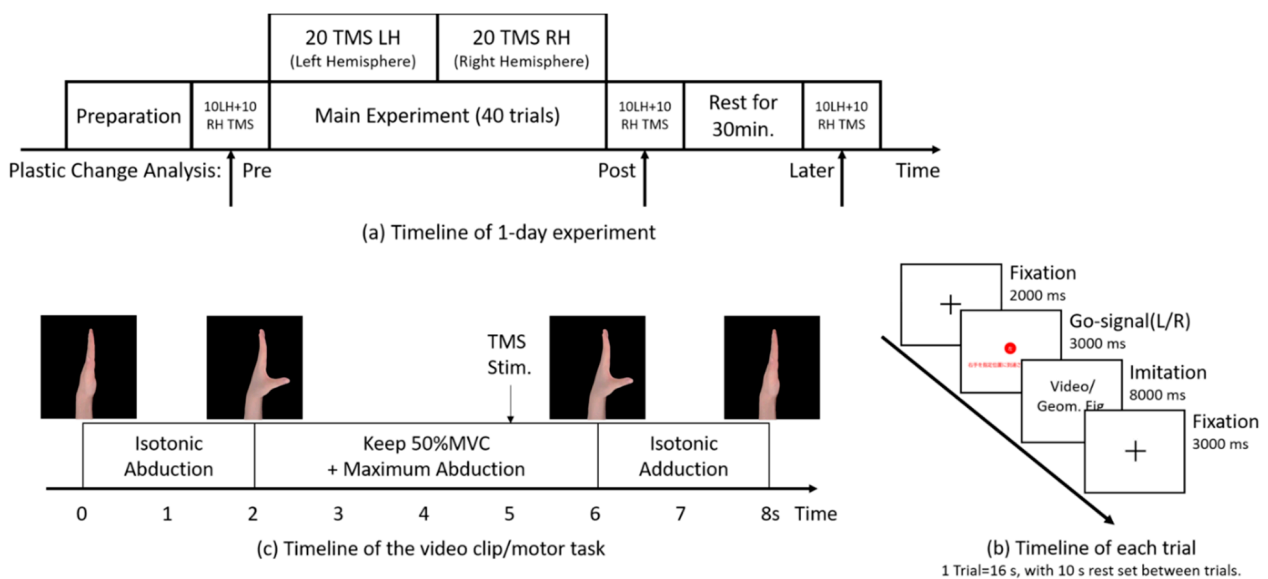 20 TMS LH
(Left Hemisphere)
20 TMS RH
(Right Hemisphere)
Preparation
10LH+10
RH TMS
Main Experiment (40 trials)
10LH+10
RH TMS
Rest for
30min.
10LH+10
RH TMS
Plastic Change Analysis:
Pre
Post
Later
Time
(a) Timeline of 1-day experiment
Fixation
2000 ms
Go-signal(L/R)
3000 ms
Imitation
8000 ms
Video/
Geom. Fig
Fixation
3000 ms
(b) Timeline of each trial
1 Trial=16 s, with 10 s rest set between trials.
TMS
Stim.
Isotonic
Abduction
Keep 50%MVC
+ Maximum Abduction
Isotonic
Adduction
0 1 2 3 4 5 6 7 8s Time
(c) Timeline of the video clip/motor task